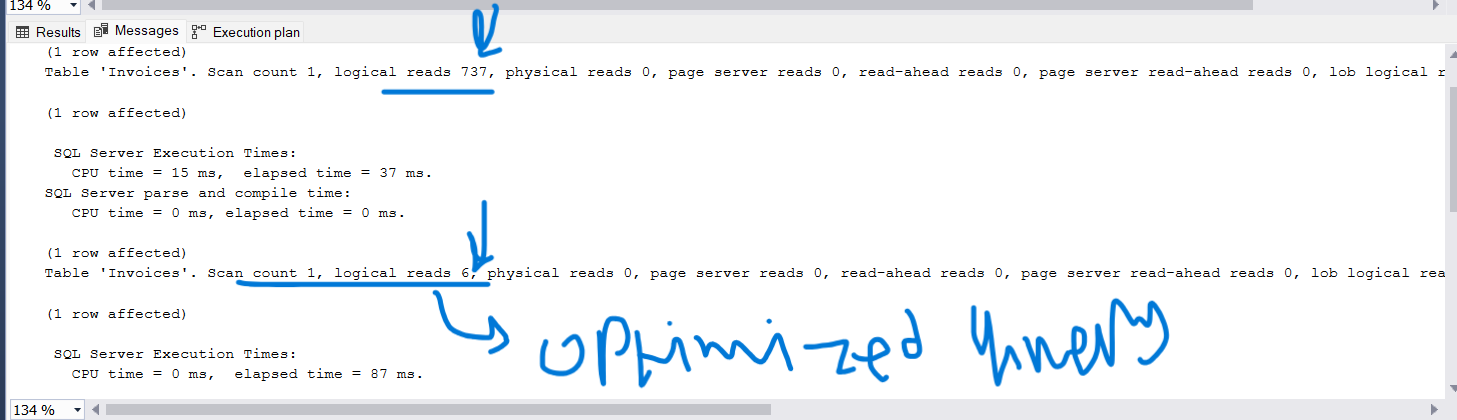 134 %
Results Messages Execution plan
(1 row affected)
Table 'Invoices'. Scan count 1, logical reads 737, physical reads 0, page server reads 0, read-ahead reads 0, page server read-ahead reads 0, lob logical r
(1 row affected)
SQL Server Execution Times:
CPU time = 15 ms,  elapsed time = 37 ms.
SQL Server parse and compile time:
CPU time = 0 ms, elapsed time = 0 ms.
(1 row affected)
Table 'Invoices'. Scan count 1, logical reads 6, physical reads 0, page server reads 0, read-ahead reads 0, page server read-ahead reads 0, lob logical rea
(1 row affected)
optimized
SQL Server Execution Times:
CPU time = 0 ms,  elapsed time = 87 ms.
134 %